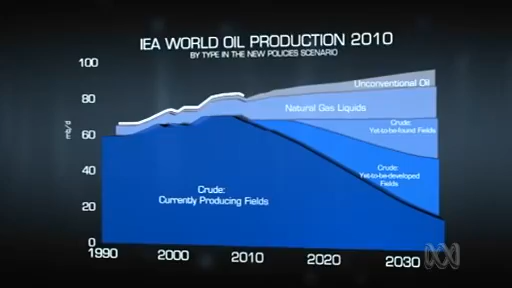 IEA WORLD OIL PRODUCTION 2010
BY TYPE IN THE NEW POLICIES SCENARIO
100
80
60
40
20
0
mb/d
Unconventional Oil
Natural Gas Liquids
Crude:
Yet-to-be-found Fields
Crude:
Yet-to-be-developed
Fields
Crude:
Currently Producing Fields
1990
2000
2010
2020
2030
ABC